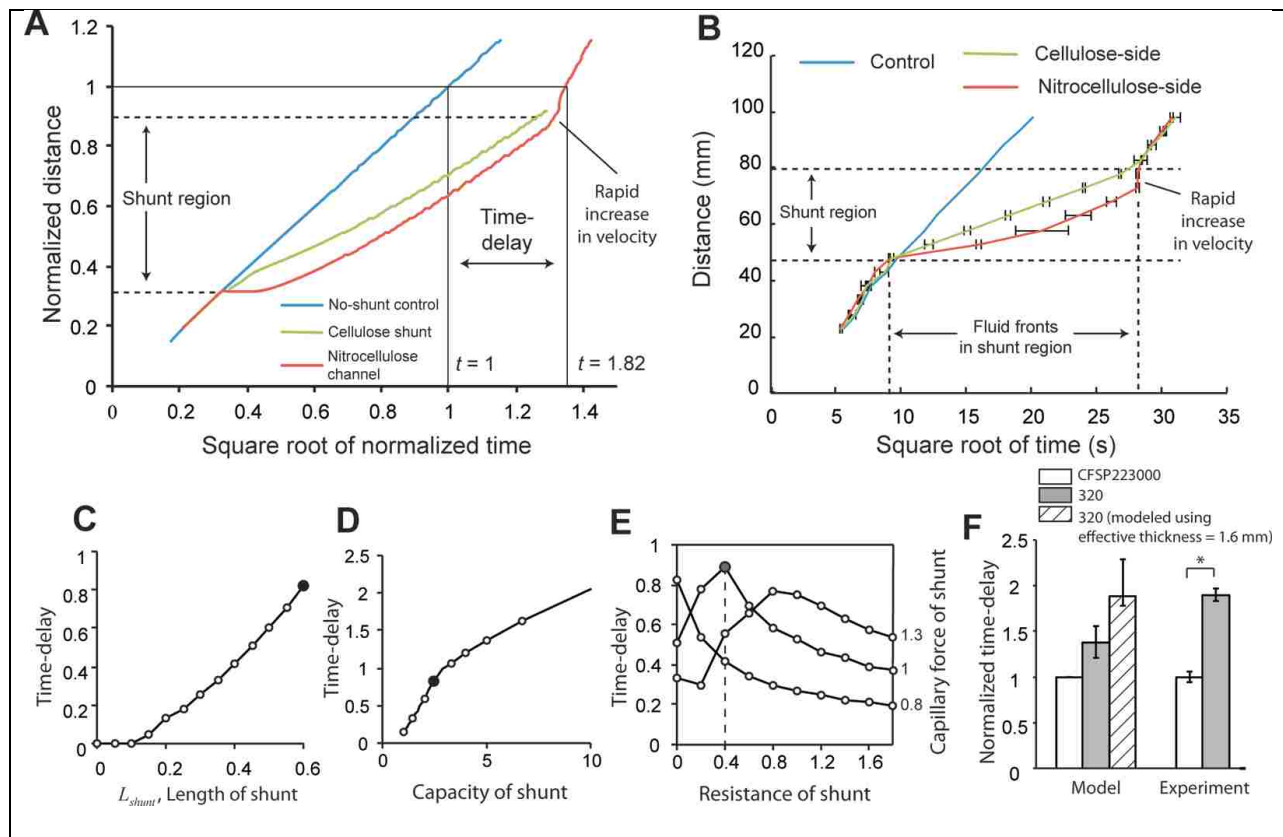 A
1.2
1
0.8
0.6
0.4
0.2
0
Normalized distance
Shunt region
Time-
delay
Rapid
increase
in velocity
No-shunt control
Cellulose shunt
Nitrocellulose
channel
t = 1
t = 1.82
0
0.2
0.4
0.6
0.8
1
1.2
1.4
Square root of normalized time
B
Control
Cellulose-side
Nitrocellulose-side
120
100
80
60
40
20
0
Distance (mm)
Shunt region
Rapid
increase
in velocity
Fluid fronts
in shunt region
0
5
10
15
20
25
30
35
Square root of time (s)
C
1
0.8
0.6
0.4
0.2
0
Time-delay
0
0.2
0.4
0.6
Lshunt, Length of shunt
D
2.5
2
1.5
1
0.5
0
Time-delay
0
5
10
Capacity of shunt
E
1
0.8
0.6
0.4
0.2
0
Time-delay
1.3
1
0.8
Capillary force of shunt
0
0.4
0.8
1.2
1.6
Resistance of shunt
CFSP223000
320
320 (modeled using
effective thickness = 1.6 mm)
F
2.5
2
1.5
1
0.5
0
Normalized time-delay
*
Model
Experiment